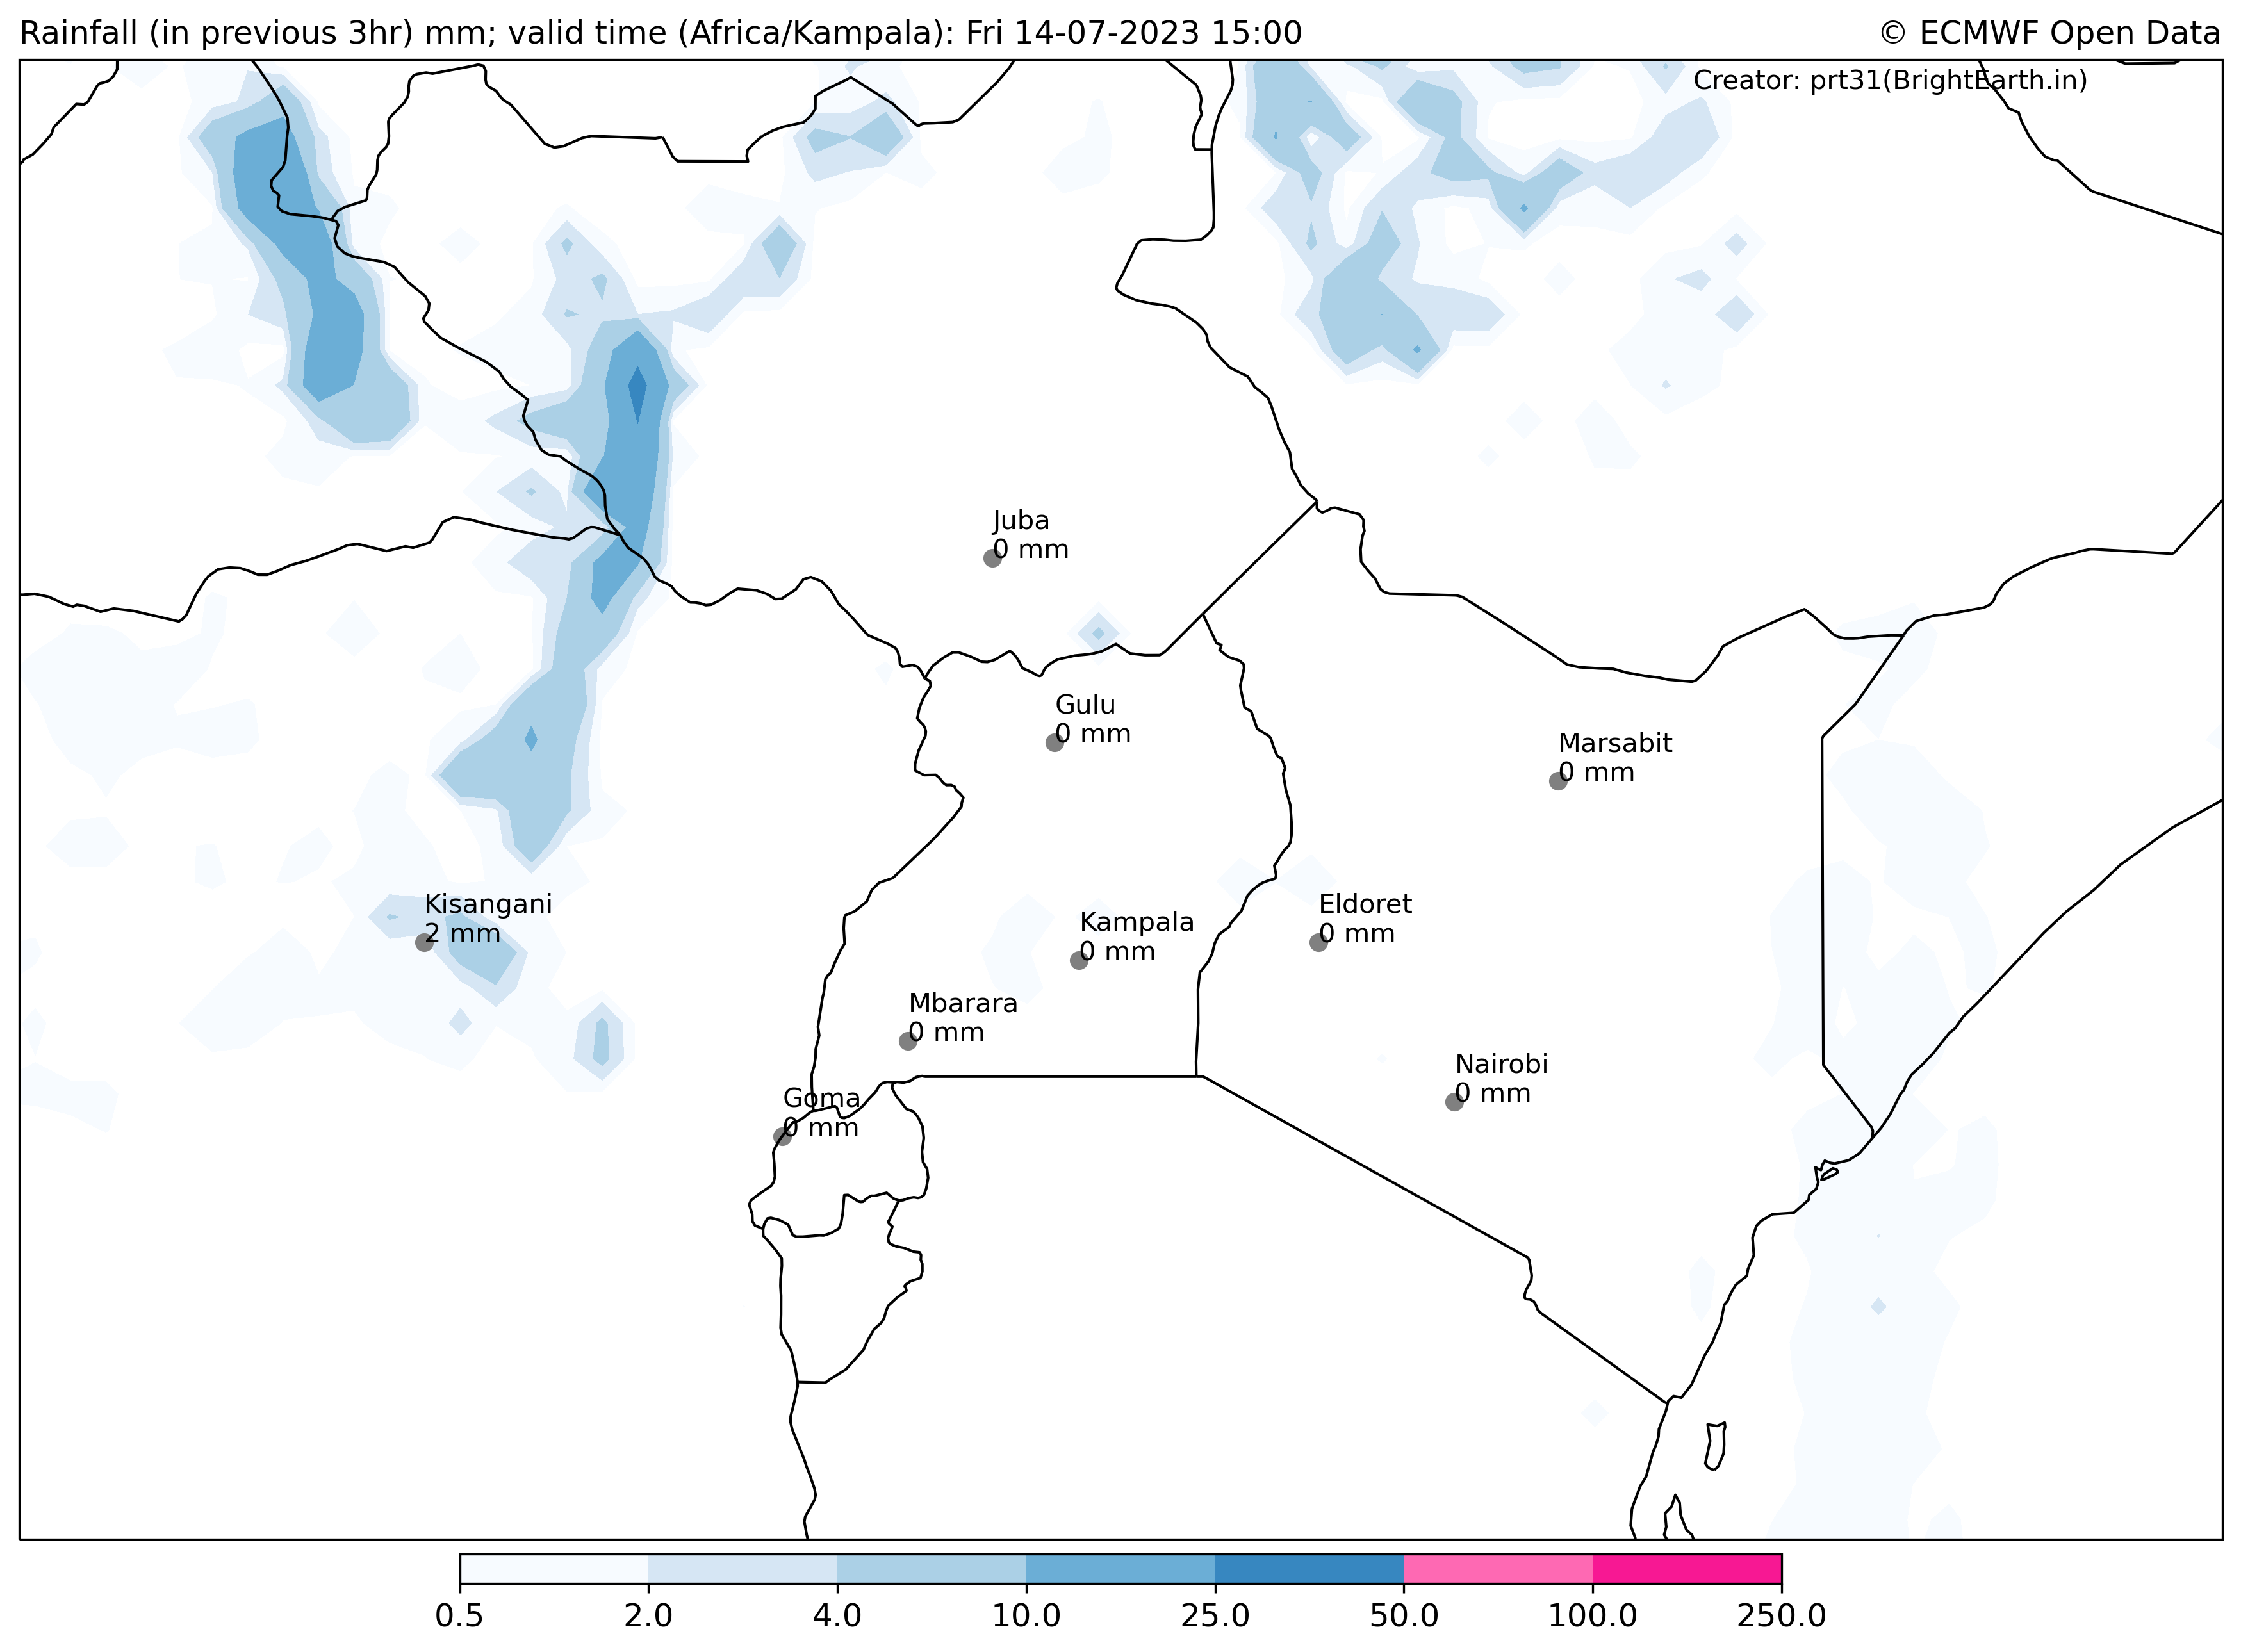 Rainfall (in previous 3hr) mm; valid time (Africa/Kampala): Fri 14-07-2023 15:00
© ECMWF Open Data
Creator: prt31(BrightEarth.in)
Juba
0 mm
Gulu
0 mm
Marsabit
0 mm
Kisangani
2 mm
Kampala
0 mm
Eldoret
0 mm
Mbarara
0 mm
Nairobi
0 mm
Goma
0 mm
0.5 2.0 4.0 10.0 25.0 50.0 100.0 250.0